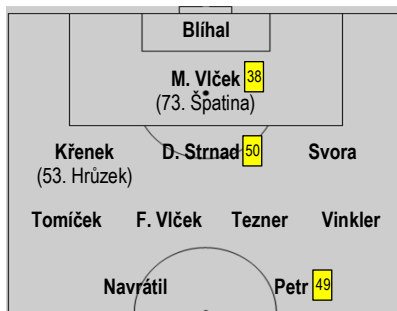 Blíhal
M. Vlček 38
(73. Špatina)
Křenek D. Strnad 50 Svora
(53. Hrůzek)
Tomíček F. Vlček Tezner Vinkler
Navrátil Petr 49